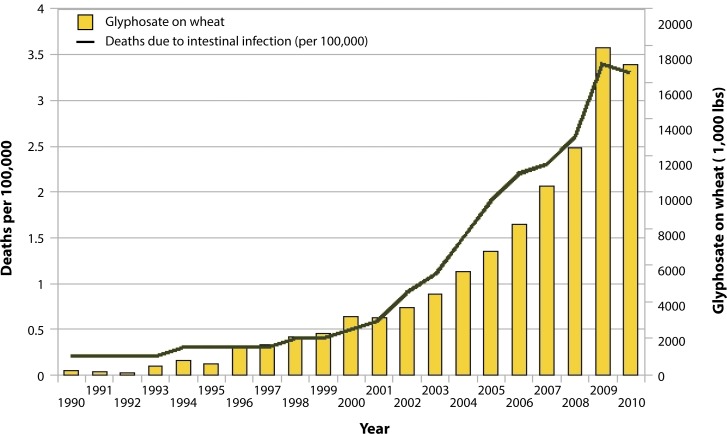 Glyphosate on wheat
Deaths due to intestinal infection (per 100,000)
Deaths per 100,000
4
3.5
3
2.5
2
1.5
1
0.5
0
20000
18000
16000
14000
12000
10000
8000
6000
4000
2000
0
Glyphosate on wheat ( 1,000 lbs)
1991 1993 1995 1997 1999 2001 2003 2005 2007 2009
1990 1992 1994 1996 1998 2000 2002 2004 2006 2008 2010
Year